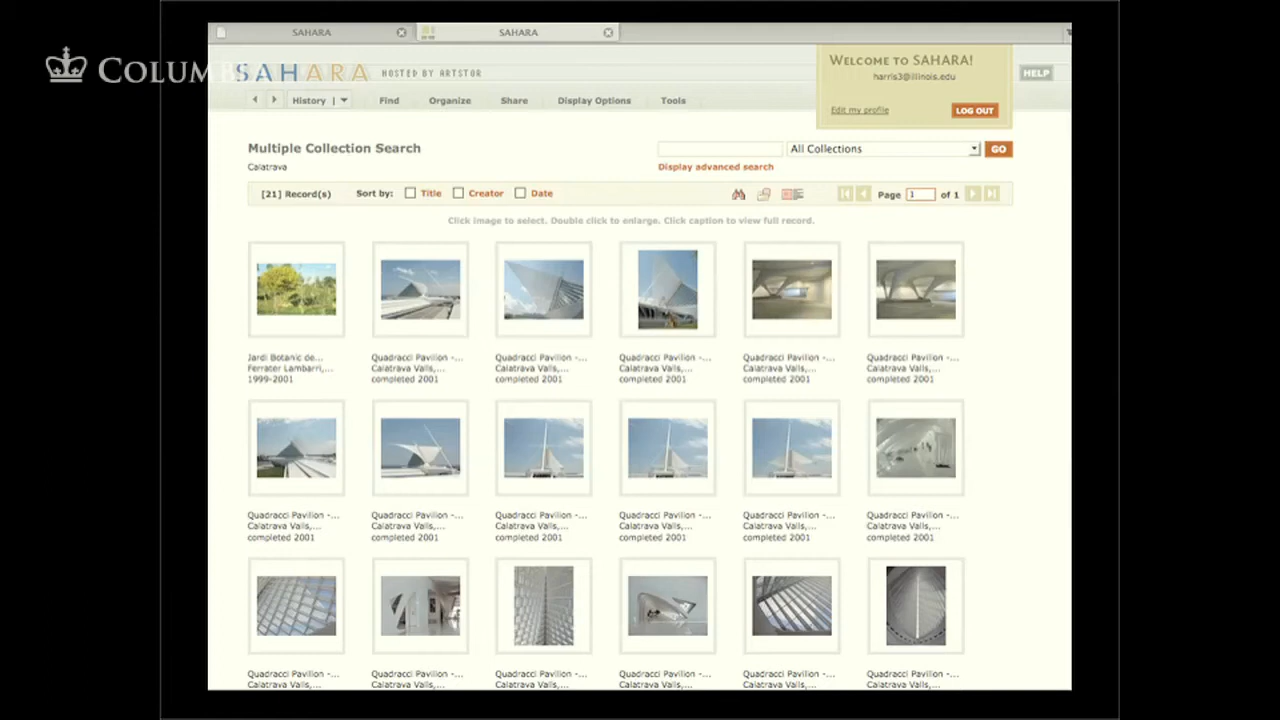 SAHARA SAHARA
COLUMB
SAHARA HOSTED BY ARTSTOR
WELCOME TO SAHARA!
harris3@illinois.edu
HELP
History Find Organize Share Display Options Tools
Edit my profile LOG OUT
Multiple Collection Search
All Collections GO
Calatrava
Display advanced search
[21] Record(s) Sort by: Title Creator Date Page 1 of 1
Click image to select. Double click to enlarge. Click caption to view full record.
Jardi Botanic de... Quadracci Pavilion -... Quadracci Pavilion -... Quadracci Pavilion -... Quadracci Pavilion -... Quadracci Pavilion -...
Ferrater Lambarri,... Calatrava Valls,... Calatrava Valls,... Calatrava Valls,... Calatrava Valls,... Calatrava Valls,...
1999-2001 completed 2001 completed 2001 completed 2001 completed 2001 completed 2001
Quadracci Pavilion -... Quadracci Pavilion -... Quadracci Pavilion -... Quadracci Pavilion -... Quadracci Pavilion -... Quadracci Pavilion -...
Calatrava Valls,... Calatrava Valls,... Calatrava Valls,... Calatrava Valls,... Calatrava Valls,... Calatrava Valls,...
completed 2001 completed 2001 completed 2001 completed 2001 completed 2001 completed 2001
Quadracci Pavilion -... Quadracci Pavilion -... Quadracci Pavilion -... Quadracci Pavilion -... Quadracci Pavilion -... Quadracci Pavilion -...
Calatrava Valls,... Calatrava Valls,... Calatrava Valls,... Calatrava Valls,... Calatrava Valls,... Calatrava Valls,...